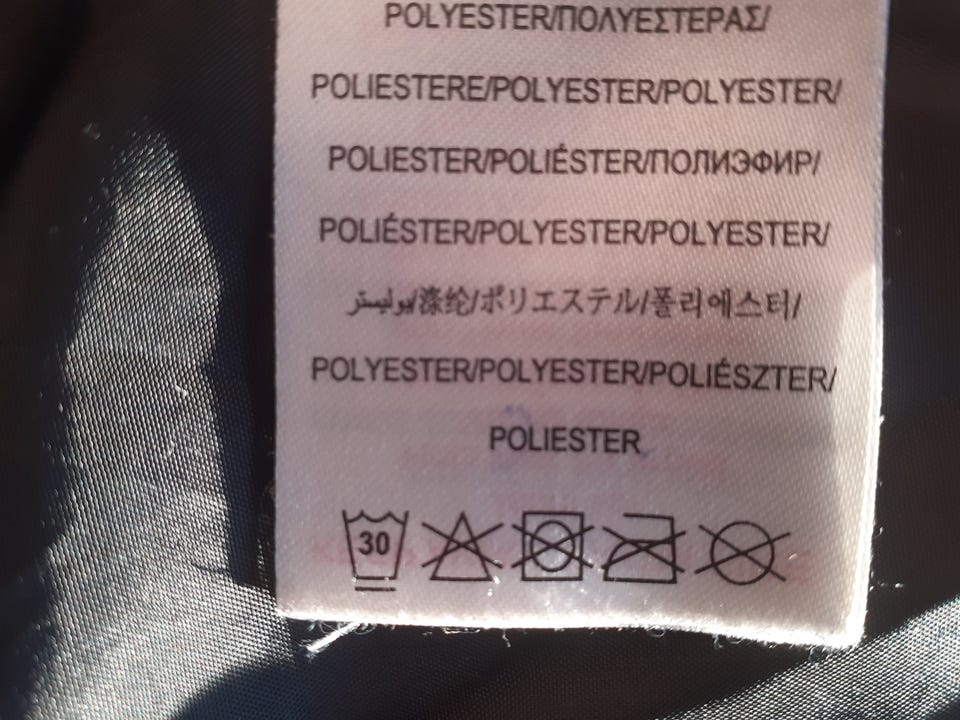 POLYESTER/ΠΟΛΥΕΣΤΕΡΑΣ/
POLIESTERE/POLYESTER/POLYESTER/
POLIESTER/POLIÉSTER/ПОЛИЭФИР/
POLIÉSTER/POLYESTER/POLYESTER/
بوليستر/涤纶/ポリエステル/폴리에스터/
POLYESTER/POLYESTER/POLIÉSZTER/
POLIESTER
30